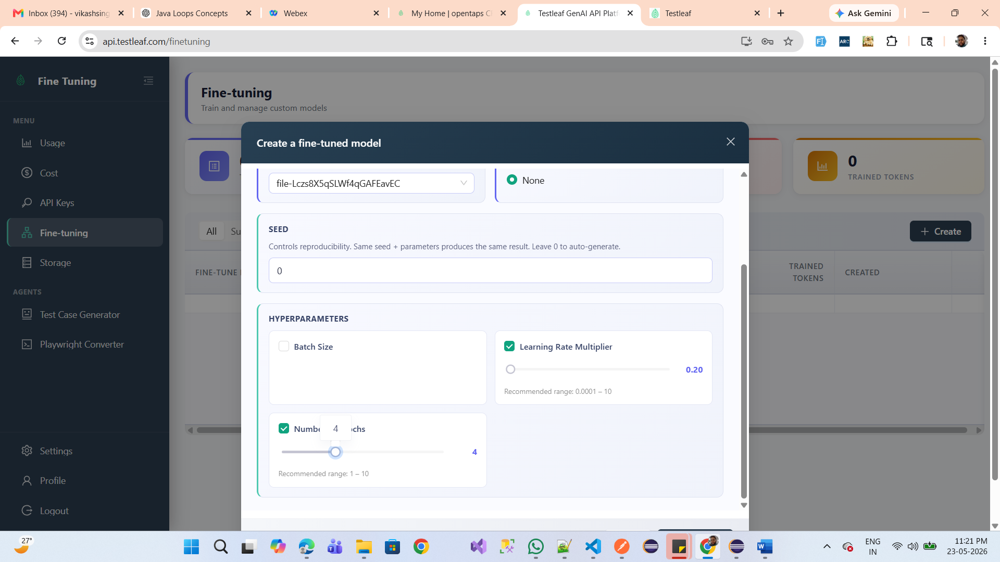 Inbox (394) - vikashsing
Java Loops Concepts
Webex
My Home | opentaps C
Testleaf GenAI API Platf
Testleaf
Ask Gemini
api.testleaf.com/finetuning
ARC
Fine Tuning
MENU
Usage
Cost
API Keys
Fine-tuning
Storage
AGENTS
Test Case Generator
Playwright Converter
Settings
Profile
Logout
Fine-tuning
Train and manage custom models
0
TRAINED TOKENS
All
Su
+ Create
FINE-TUNE
TRAINED
TOKENS
CREATED
Create a fine-tuned model
file-Lczs8X5qSLWf4qGAFEavEC
None
SEED
Controls reproducibility. Same seed + parameters produces the same result. Leave 0 to auto-generate.
0
HYPERPARAMETERS
Batch Size
Learning Rate Multiplier
0.20
Recommended range: 0.0001 – 10
Numbe
4
ochs
4
Recommended range: 1 – 10
27°
ENG
IN
11:21 PM
23-05-2026